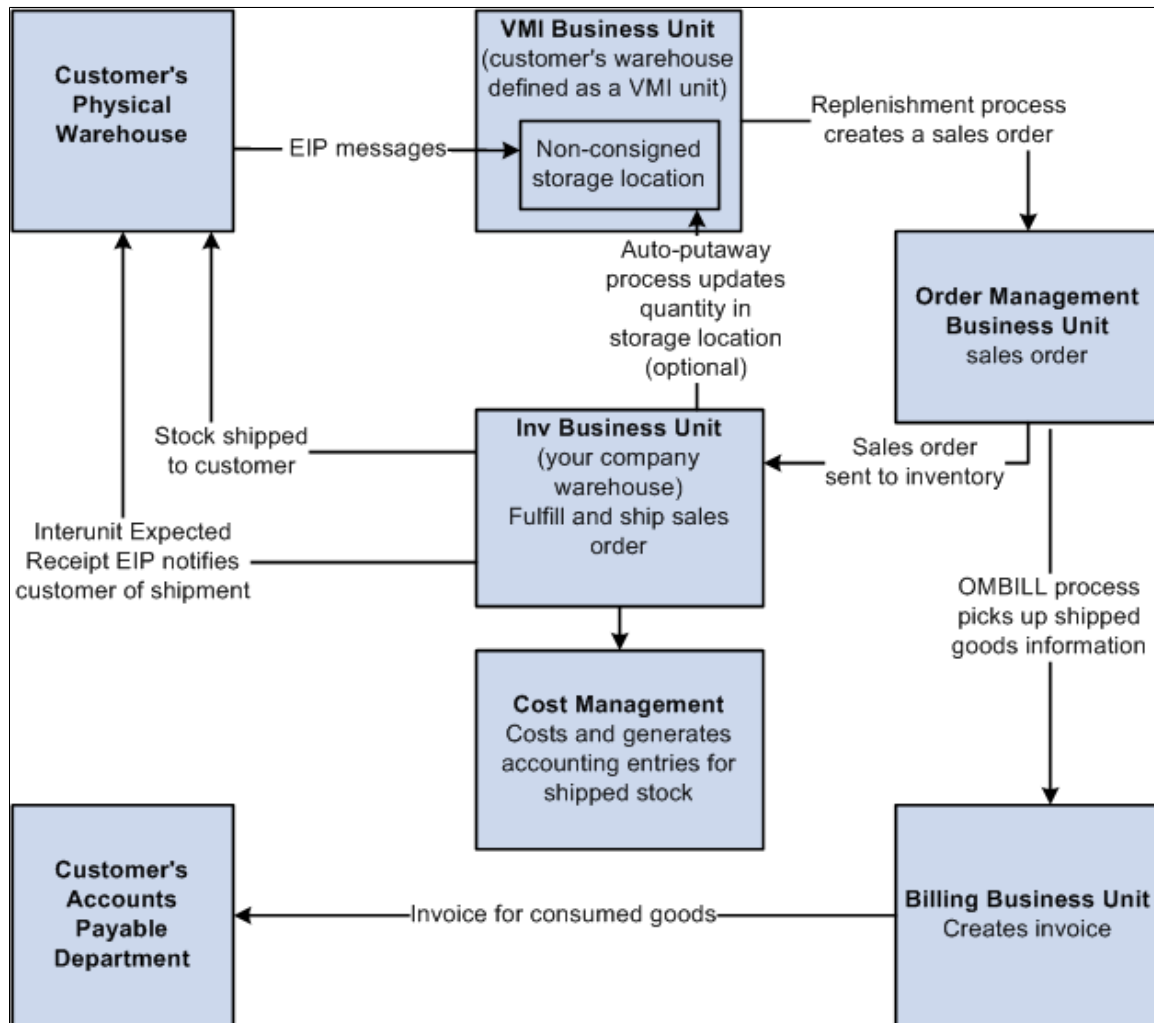 Customer's
Physical
Warehouse
EIP messages
VMI Business Unit
(customer's warehouse
defined as a VMI unit)
Non-consigned
storage location
Replenishment process
creates a sales order
Auto-putaway
process updates
quantity in
storage location
(optional)
Order Management
Business Unit
sales order
Stock shipped
to customer
Inv Business Unit
(your company
warehouse)
Fulfill and ship sales
order
Sales order
sent to inventory
Interunit Expected
Receipt EIP notifies
customer of shipment
OMBILL process
picks up shipped
goods information
Cost Management
Costs and generates
accounting entries for
shipped stock
Customer's
Accounts
Payable
Department
Invoice for consumed goods
Billing Business Unit
Creates invoice